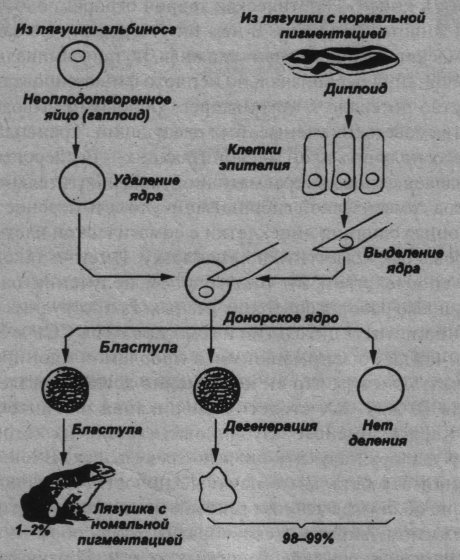 Из лягушки-альбиноса
Неоплодотворенное
яйцо (гаплоид)
Удаление
ядра
Из лягушки с нормальной
пигментацией
Диплоид
Клетки
эпителия
Выделение
ядра
Донорское ядро
Бластула
Бластула
Дегенерация
Нет
деления
1–2%
Лягушка с
номальной
пигментацией
98–99%